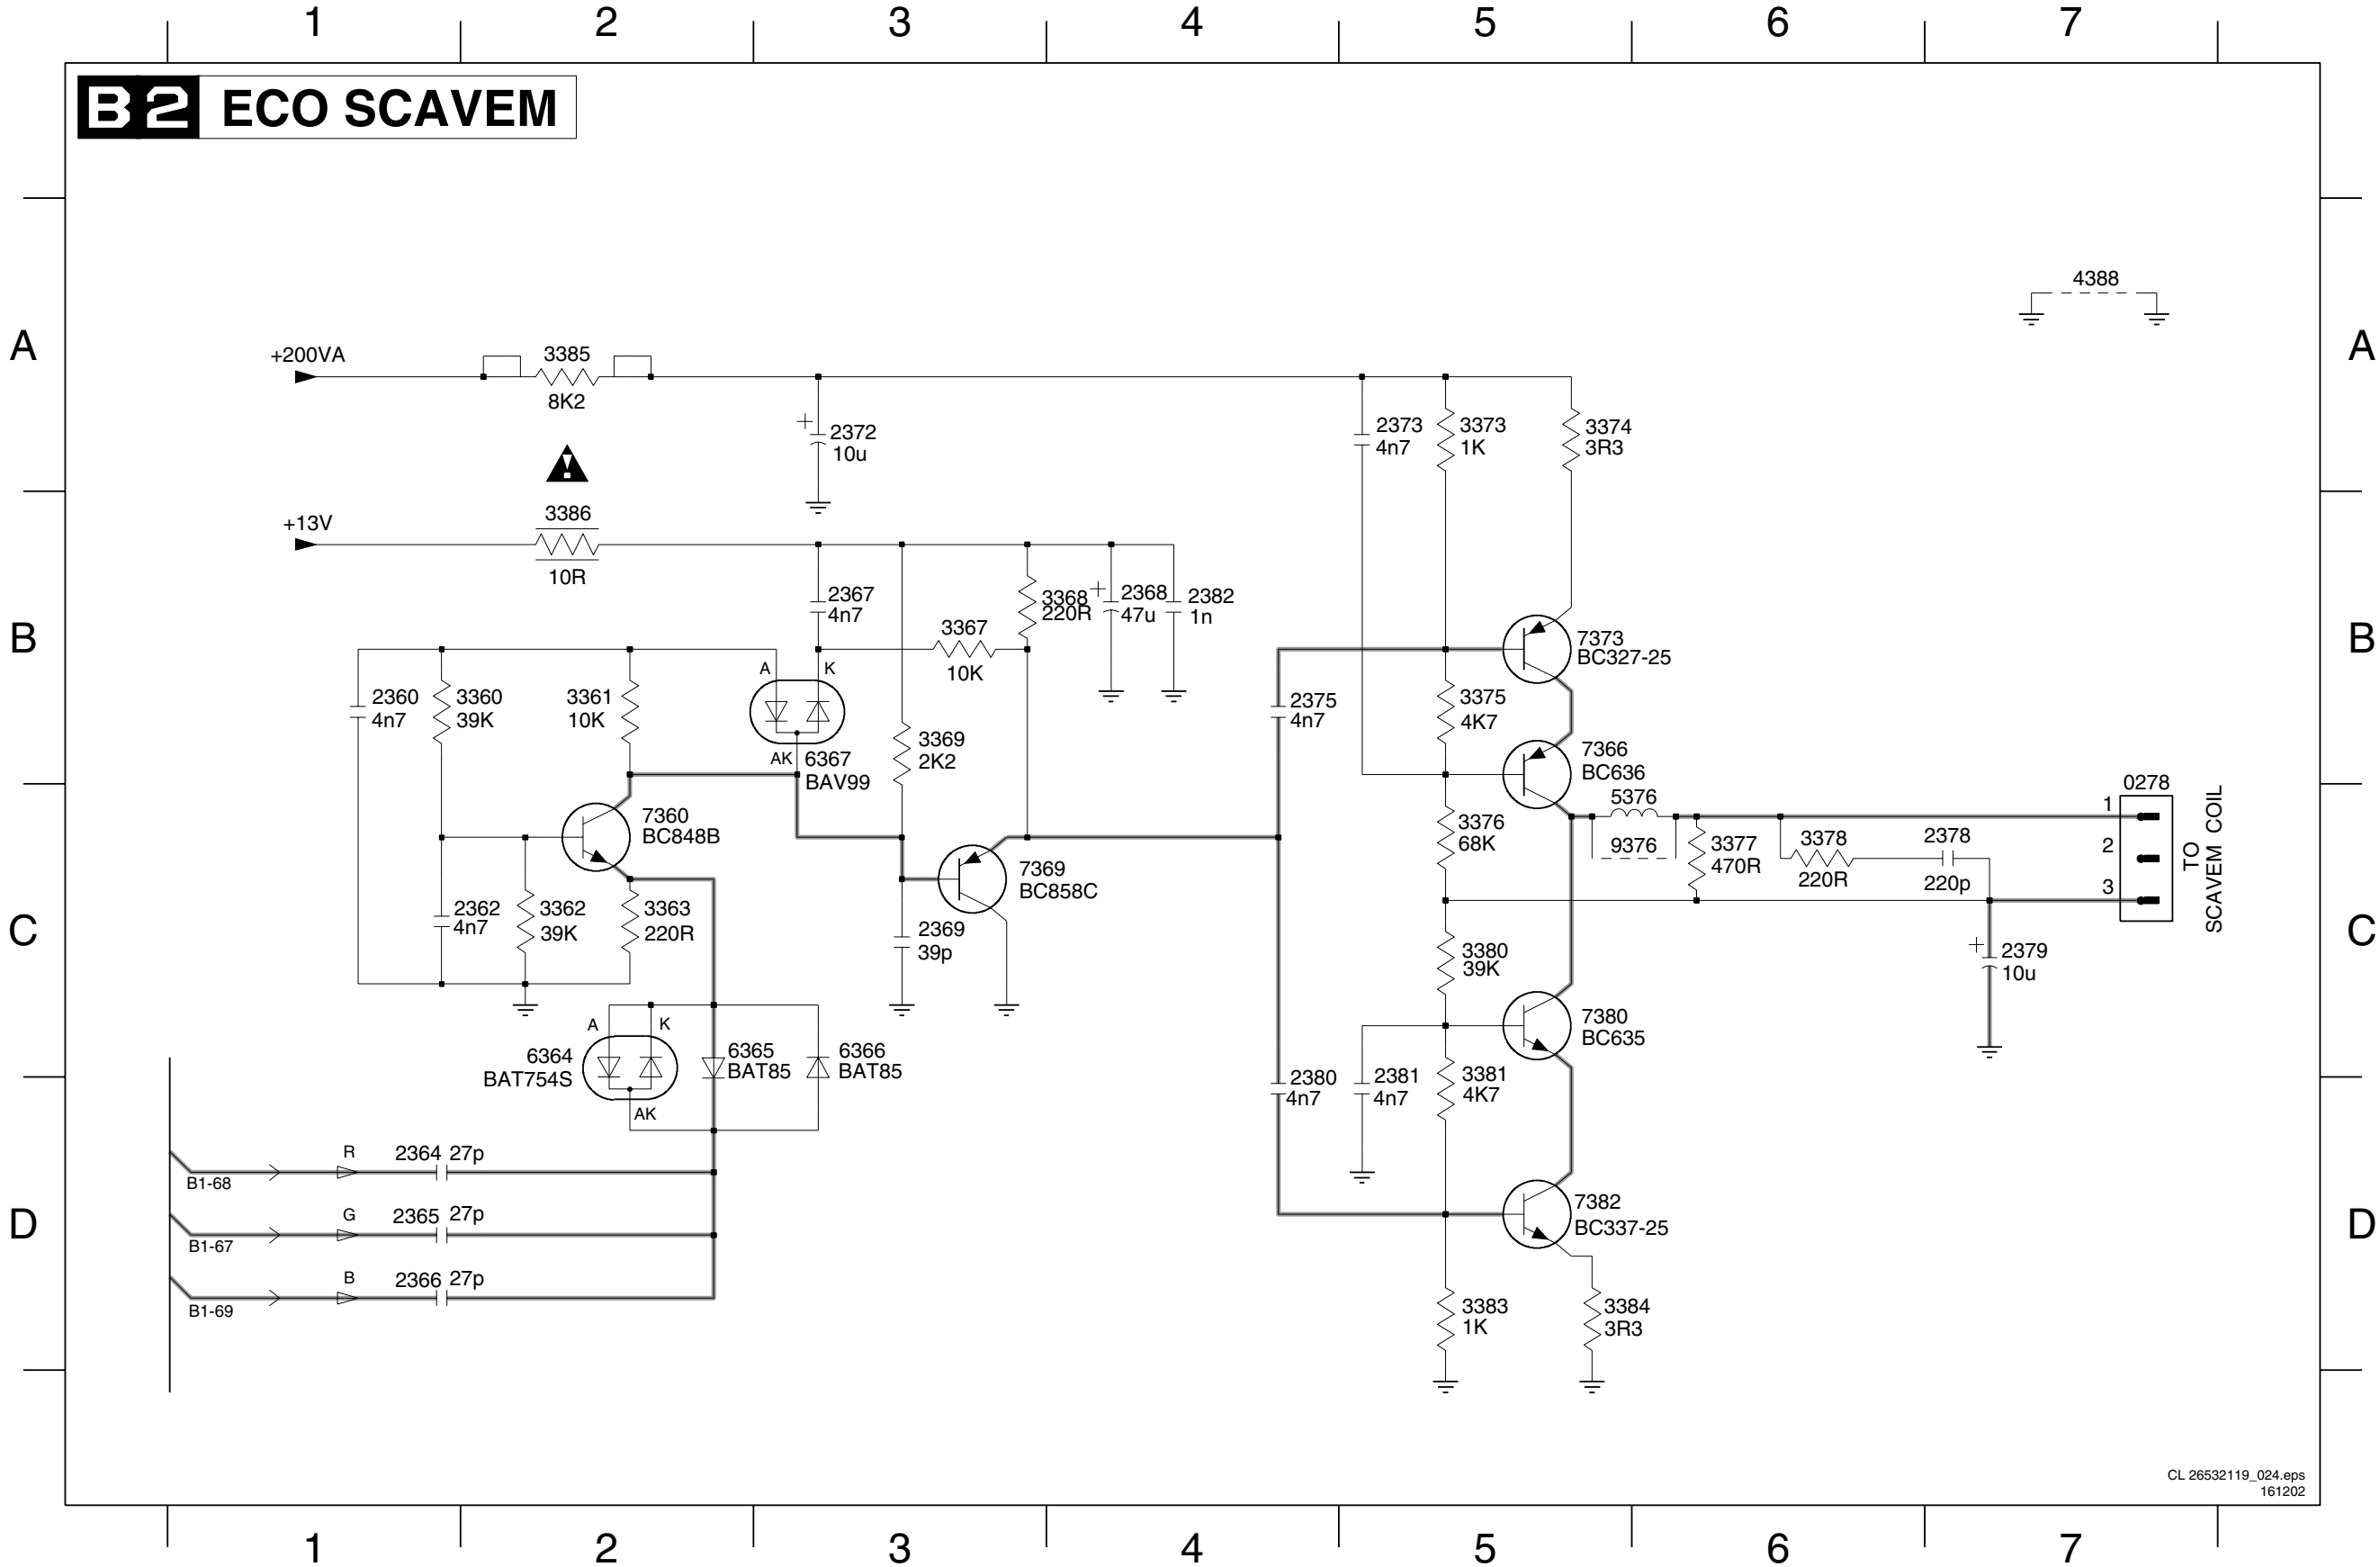 1 2 3 4 5 6 7
B2 ECO SCAVEM
4388
A A
+200VA
3385
8K2
2372
10u
2373
4n7
3373
1K
3374
3R3
+13V
3386
10R
2367
4n7
3368
220R
2368
47u
2382
1n
3367
10K
B B
7373
BC327-25
A K
2360
4n7
3360
39K
3361
10K
2375
4n7
3375
4K7
3369
2K2
AK 6367
BAV99
7366
BC636
0278
5376
1
7360
BC848B
3376
68K
9376
3377
470R
3378
220R
2378
220p
2
3
TO
SCAVEM COIL
7369
BC858C
2362
4n7
3362
39K
3363
220R
C C
2369
39p
3380
39K
2379
10u
A K
7380
BC635
6364
BAT754S
6365
BAT85
6366
BAT85
AK
2380
4n7
2381
4n7
3381
4K7
R 2364 27p
B1-68
7382
BC337-25
D D
G 2365 27p
B1-67
B 2366 27p
B1-69
3383
1K
3384
3R3
CL 26532119_024.eps
161202
1 2 3 4 5 6 7